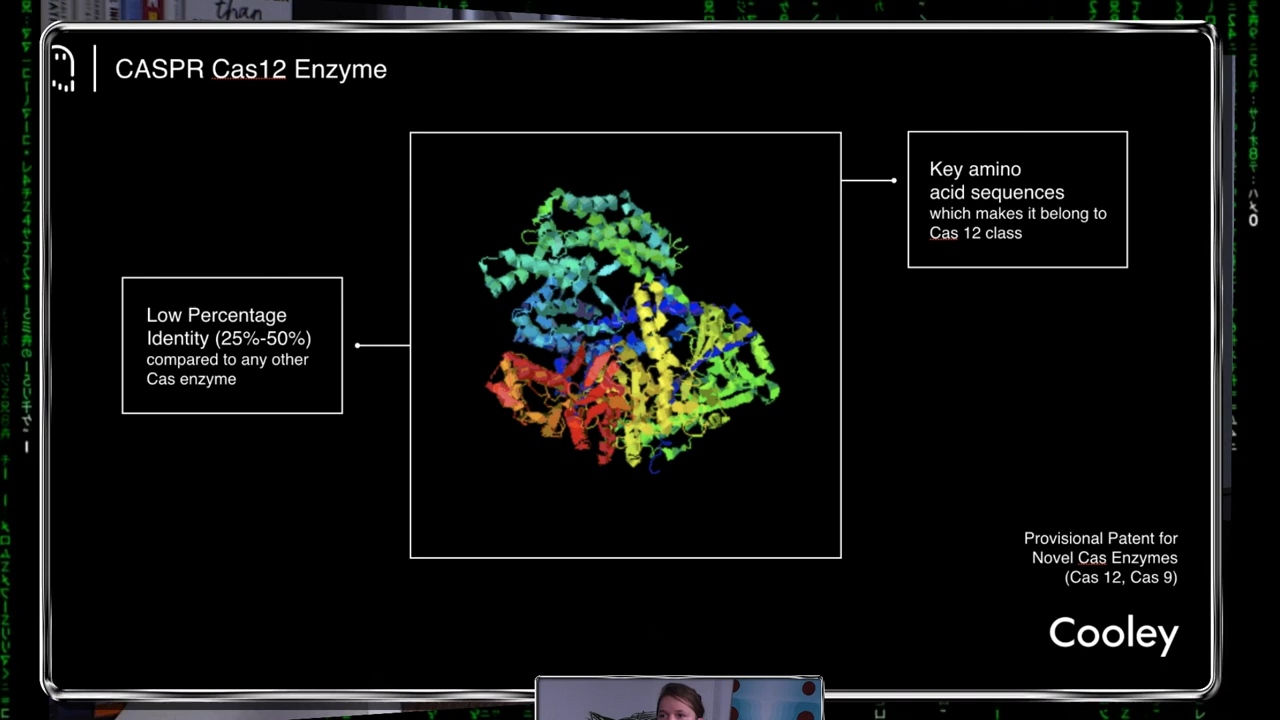 than
CASPR Cas12 Enzyme
Key amino
acid sequences
which makes it belong to
Cas 12 class
Low Percentage
Identity (25%-50%)
compared to any other
Cas enzyme
Provisional Patent for
Novel Cas Enzymes
(Cas 12, Cas 9)
Cooley